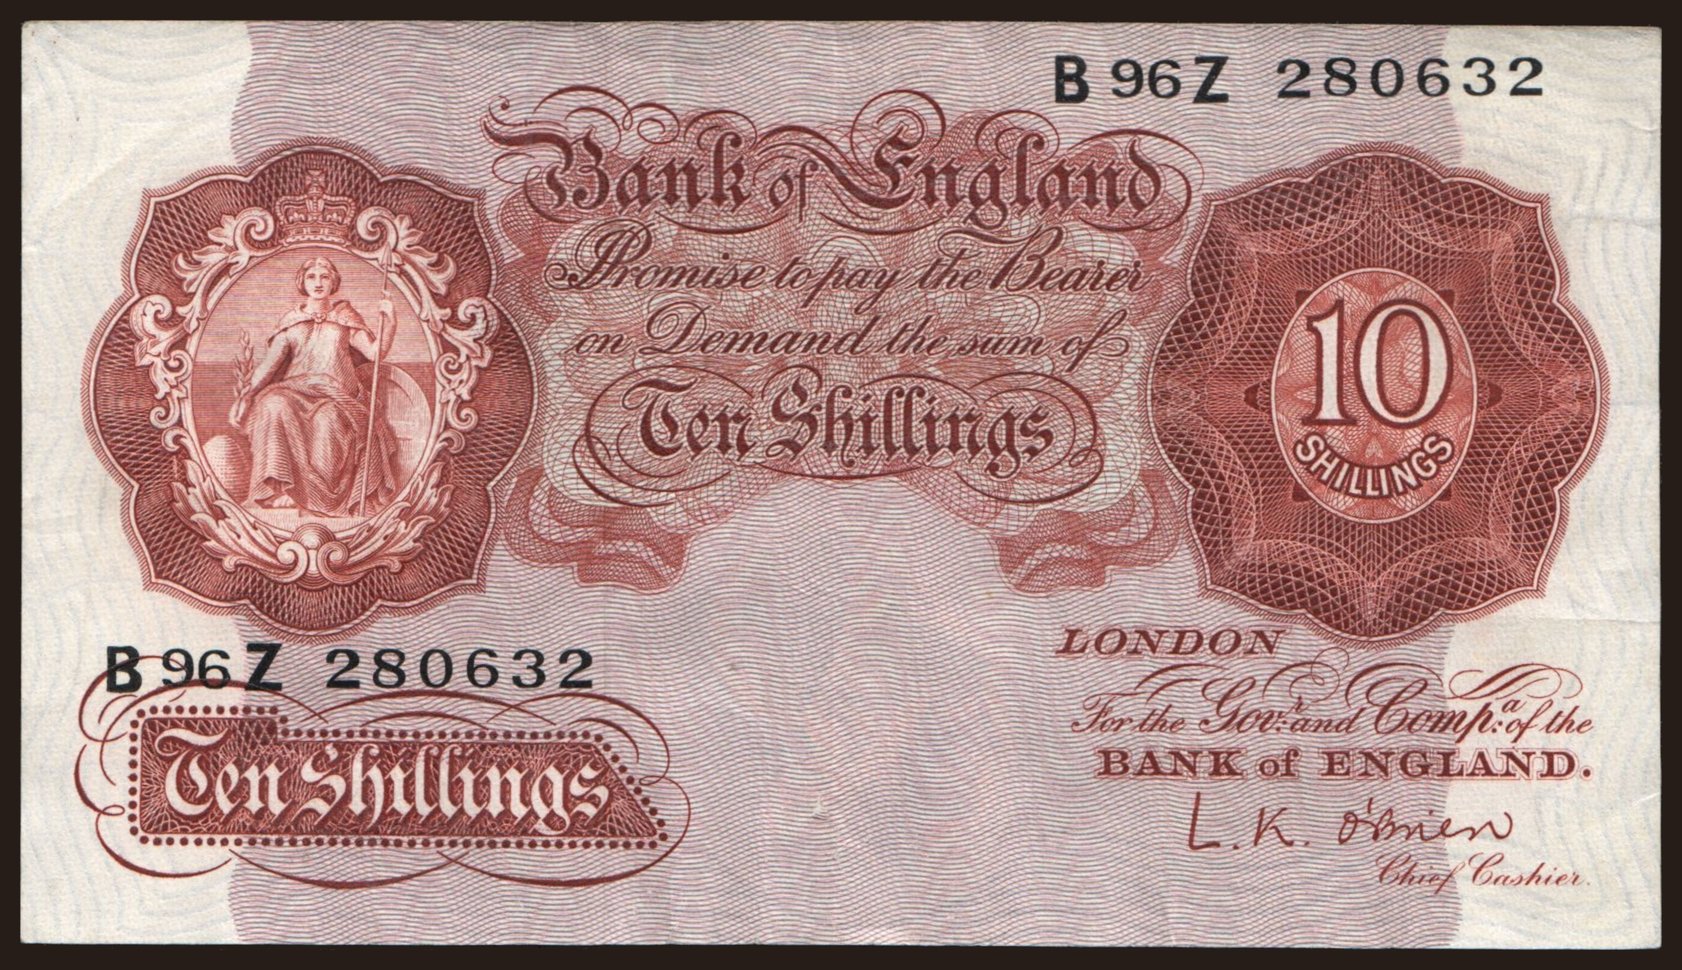 B 96 Z 280632
Bank of England
Promise to pay the Bearer
on Demand the sum of
Ten Shillings
10
SHILLINGS
B 96 Z 280632
Ten Shillings
LONDON
For the Govr. and Compa. of the
BANK of ENGLAND.
L. K. O'Brien
Chief Cashier.